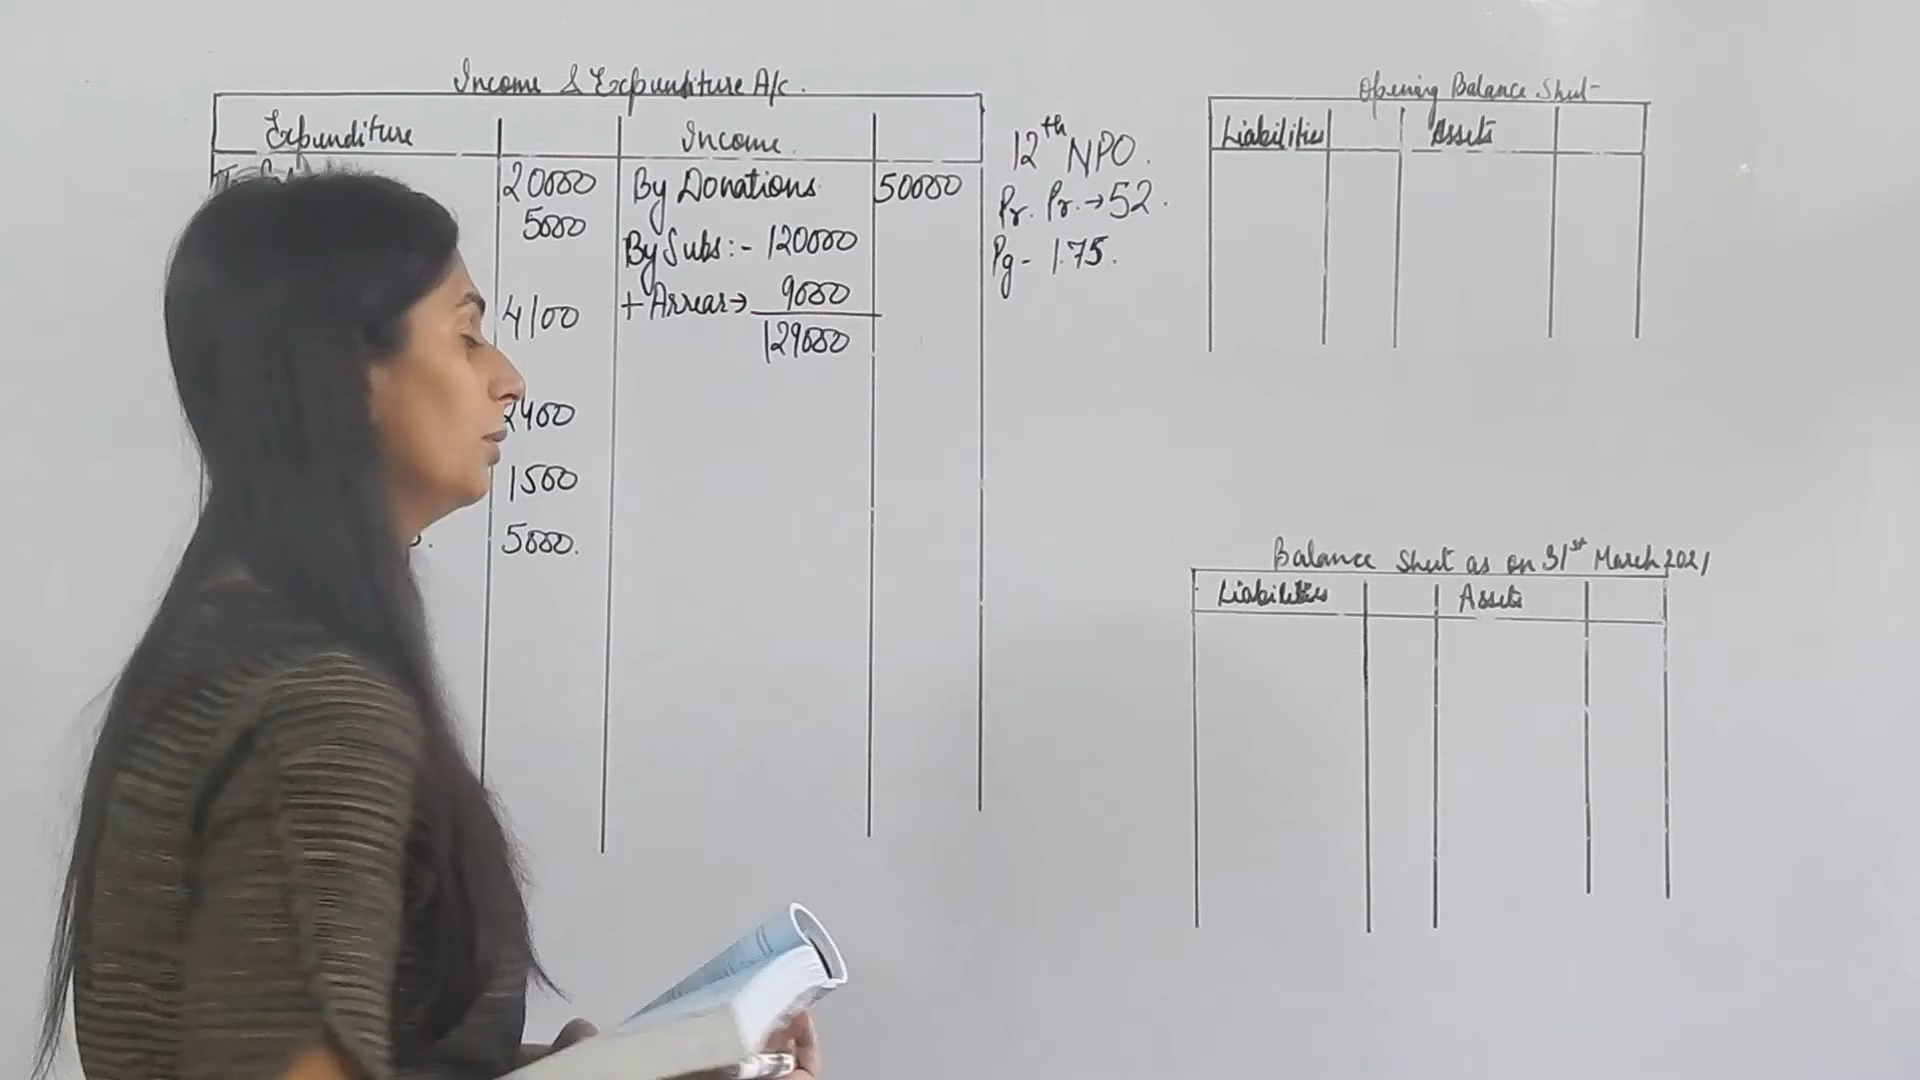 Income & Expenditure A/c.
Expenditure Income.
20000 By Donations 50000
5000 By Subs:- 120000
+ Arrear→ 9000
4100 129000
2400
1500
5000.
12th NPO.
Pr. Pr.→52.
Pg- 1.75.
Opening Balance Sheet
Liabilities Assets
Balance Sheet as on 31st March 2021
Liabilities Assets